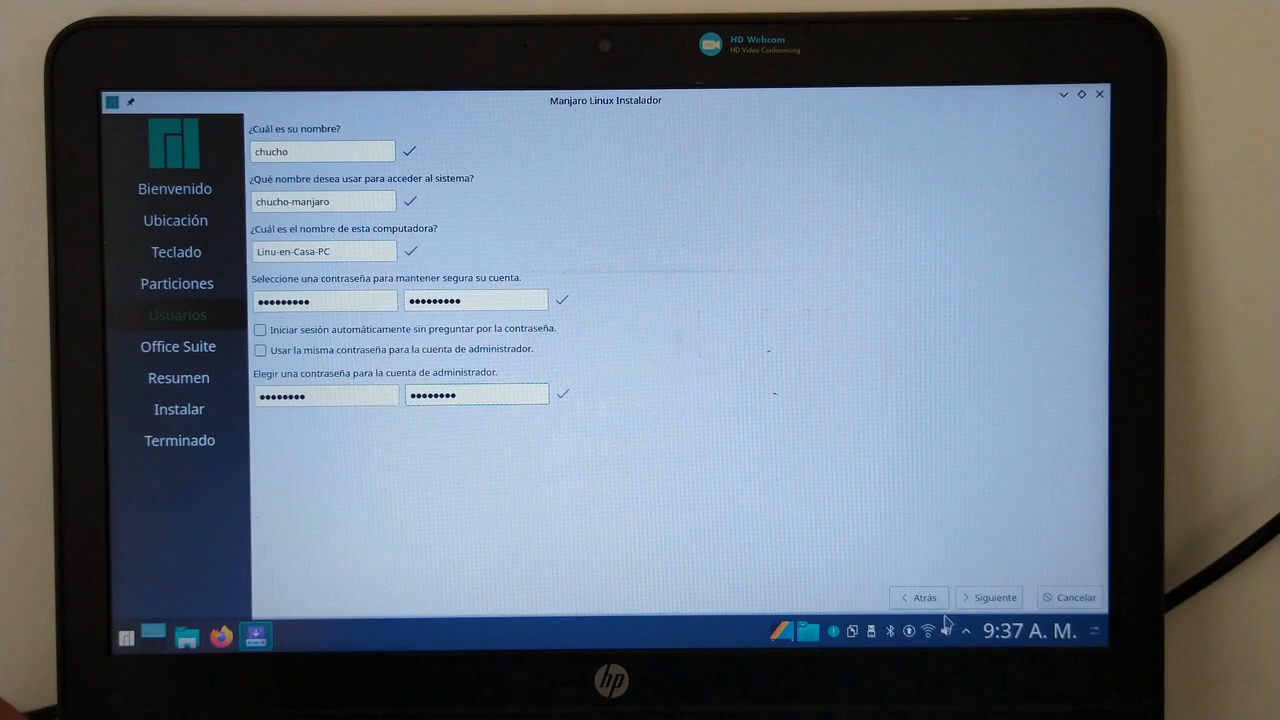 HD Webcam
HD Video Conferencing
Manjaro Linux Instalador
Bienvenido
Ubicación
Teclado
Particiones
Usuarios
Office Suite
Resumen
Instalar
Terminado
¿Cuál es su nombre?
chucho
¿Qué nombre desea usar para acceder al sistema?
chucho-manjaro
¿Cuál es el nombre de esta computadora?
Linu-en-Casa-PC
Seleccione una contraseña para mantener segura su cuenta.
●●●●●●●●● ●●●●●●●●●
Iniciar sesión automáticamente sin preguntar por la contraseña.
Usar la misma contraseña para la cuenta de administrador.
Elegir una contraseña para la cuenta de administrador.
●●●●●●●● ●●●●●●●●
Atrás Siguiente Cancelar
9:37 A. M.
hp